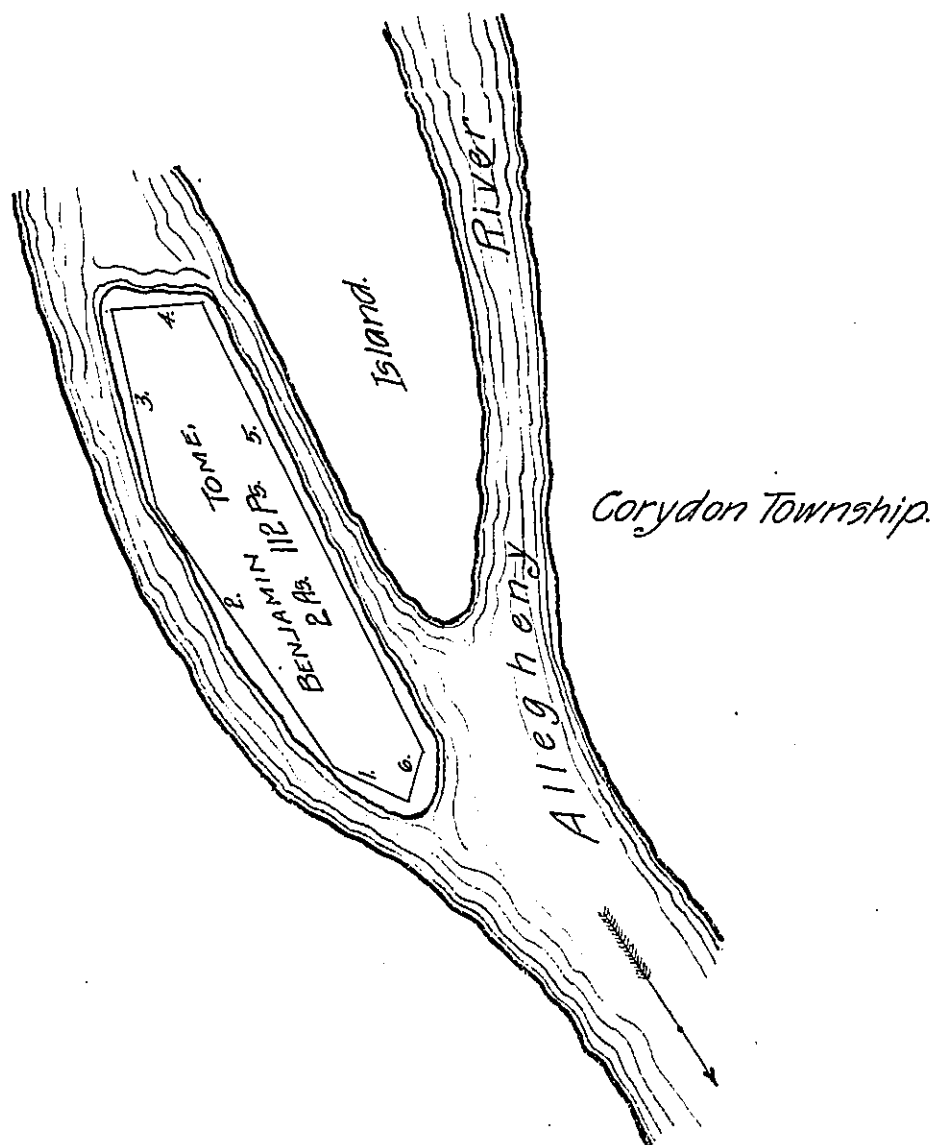 Allegheny River
Island.
Corydon Township.
TOME,
BENJAMIN
2 As. 112 Ps.
1.
2.
3.
4.
5.
6.